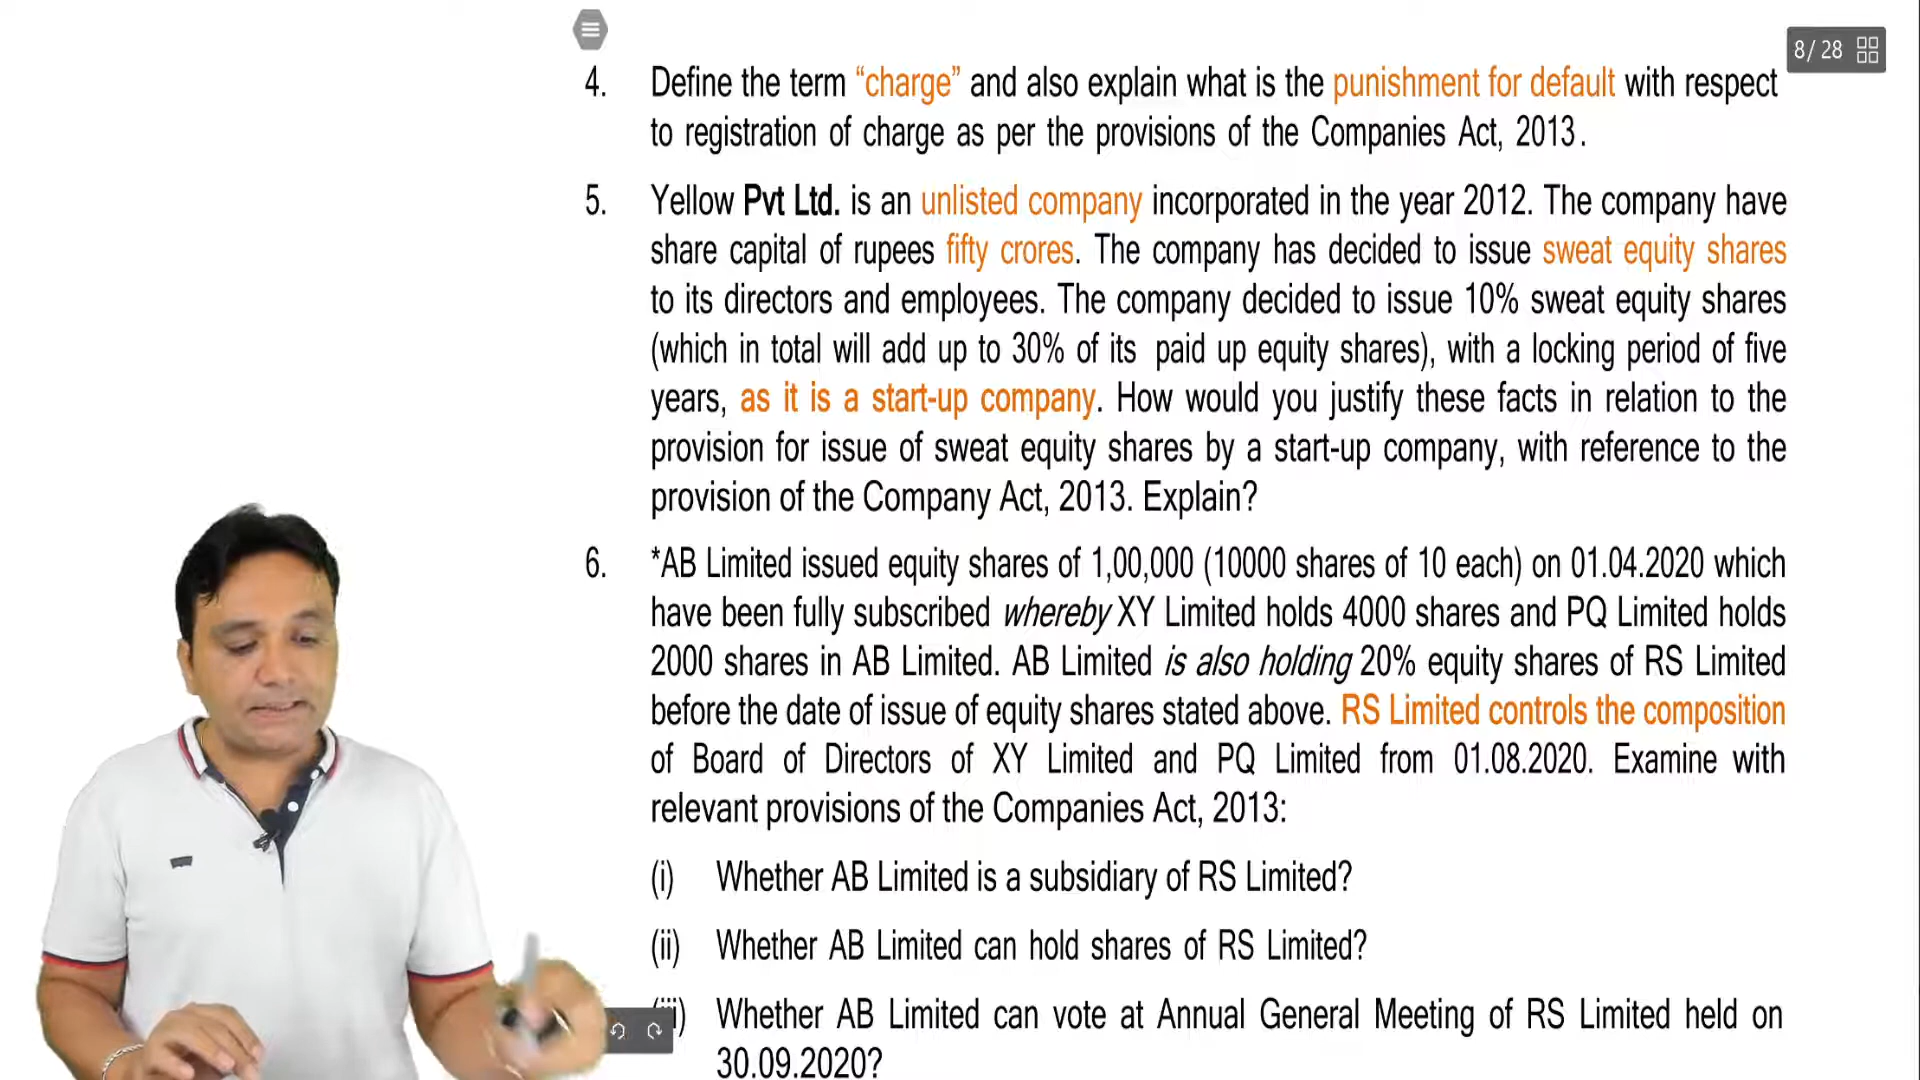 8/ 28
4. Define the term “charge” and also explain what is the punishment for default with respect
to registration of charge as per the provisions of the Companies Act, 2013.
5. Yellow Pvt Ltd. is an unlisted company incorporated in the year 2012. The company have
share capital of rupees fifty crores. The company has decided to issue sweat equity shares
to its directors and employees. The company decided to issue 10% sweat equity shares
(which in total will add up to 30% of its paid up equity shares), with a locking period of five
years, as it is a start-up company. How would you justify these facts in relation to the
provision for issue of sweat equity shares by a start-up company, with reference to the
provision of the Company Act, 2013. Explain?
6. *AB Limited issued equity shares of 1,00,000 (10000 shares of 10 each) on 01.04.2020 which
have been fully subscribed whereby XY Limited holds 4000 shares and PQ Limited holds
2000 shares in AB Limited. AB Limited is also holding 20% equity shares of RS Limited
before the date of issue of equity shares stated above. RS Limited controls the composition
of Board of Directors of XY Limited and PQ Limited from 01.08.2020. Examine with
relevant provisions of the Companies Act, 2013:
(i) Whether AB Limited is a subsidiary of RS Limited?
(ii) Whether AB Limited can hold shares of RS Limited?
(iii) Whether AB Limited can vote at Annual General Meeting of RS Limited held on
30.09.2020?